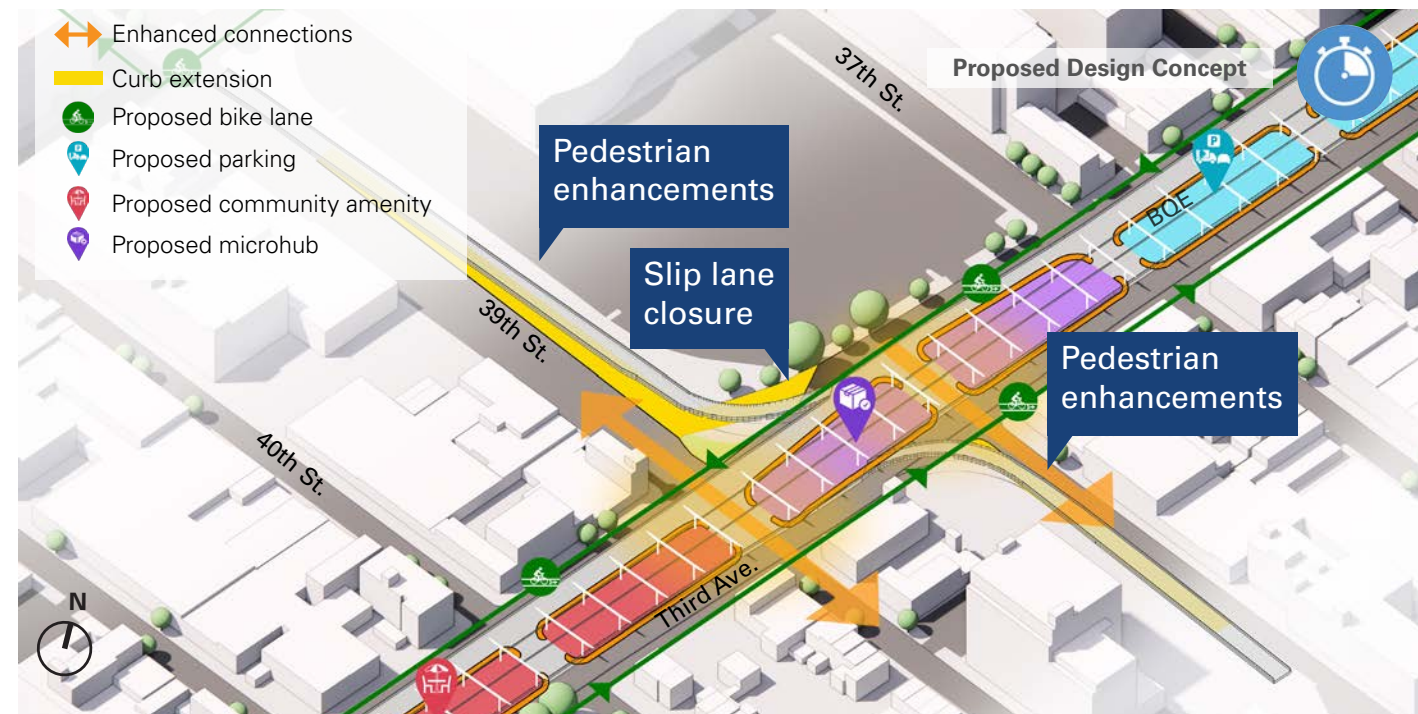 Enhanced connections
Curb extension
Proposed bike lane
Proposed parking
Proposed community amenity
Proposed microhub
Proposed Design Concept
37th St.
Pedestrian
enhancements
Slip lane
closure
BQE
P
39th St.
Pedestrian
enhancements
40th St.
Third Ave.
N